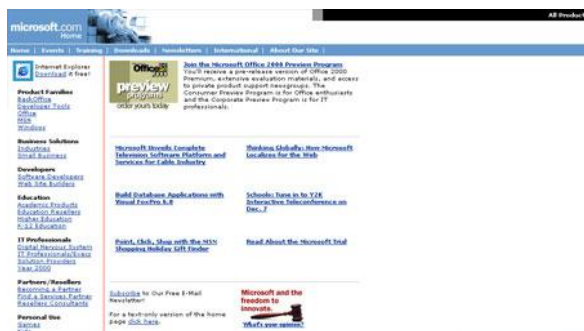 All Product
microsoft.com
Home
Home | Events | Training | Downloads | Newsletters | International | About Our Site |
Internet Explorer
Download it free!
Product Families
BackOffice
Developer Tools
Office
MSN
Windows
Business Solutions
Industries
Small Business
Developers
Software Developers
Web Site Builders
Education
Academic Products
Education Resellers
Higher Education
K-12 Education
IT Professionals
Digital Nervous System
IT Professionals/Execs
Solution Providers
Year 2000
Partners/Resellers
Becoming a Partner
Find a Services Partner
Resellers Consultants
Personal Use
Games
Office 2000
preview
programs
order yours today
Join the Microsoft Office 2000 Preview Program
You'll receive a pre-release version of Office 2000
Premium, extensive evaluation materials, and access
to private product support newsgroups. The
Consumer Preview Program is for Office enthusiasts
and the Corporate Preview Program is for IT
professionals.
Microsoft Unveils Complete
Television Software Platform and
Services for Cable Industry
Thinking Globally: How Microsoft
Localizes for the Web
Build Database Applications with
Visual FoxPro 6.0
Schools: Tune in to Y2K
Interactive Teleconference on
Dec. 7
Point, Click, Shop with the MSN
Shopping Holiday Gift Finder
Read About the Microsoft Trial
Subscribe to Our Free E-Mail
Newsletter!
For a text-only version of the home
page click here.
Microsoft and the
freedom to
innovate.
What's your opinion?